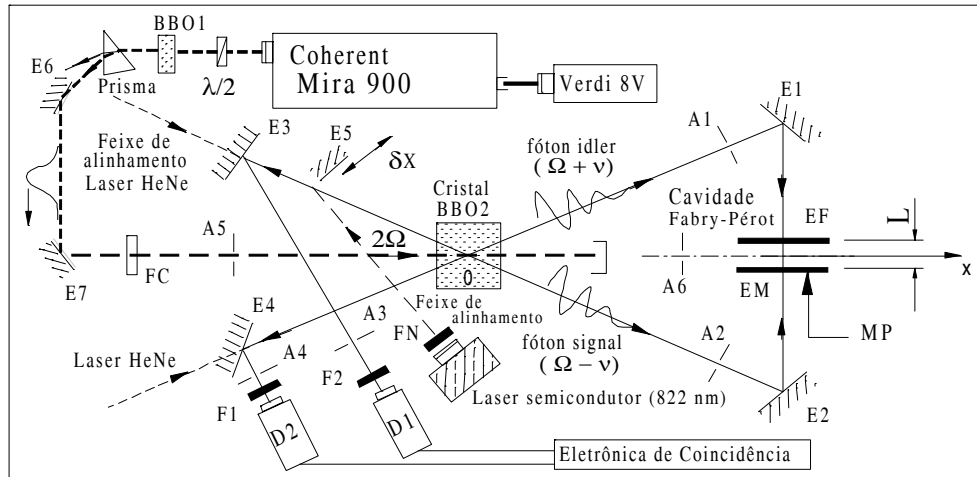 BBO1
Coherent
Mira 900
Verdi 8V
λ/2
E6
Prisma
E3
E5
δX
Feixe de
alinhamento
Laser HeNe
fóton idler
( Ω + ν )
A1
E1
Cristal
BBO2
Cavidade
Fabry-Pérot
EF
L
A5
2Ω
E7
FC
0
A6
EM
x
E4
A3
Feixe de
alinhamento
FN
fóton signal
( Ω − ν )
A2
MP
Laser HeNe
A4
F1
F2
D2
D1
Laser semicondutor (822 nm)
E2
Eletrônica de Coincidência